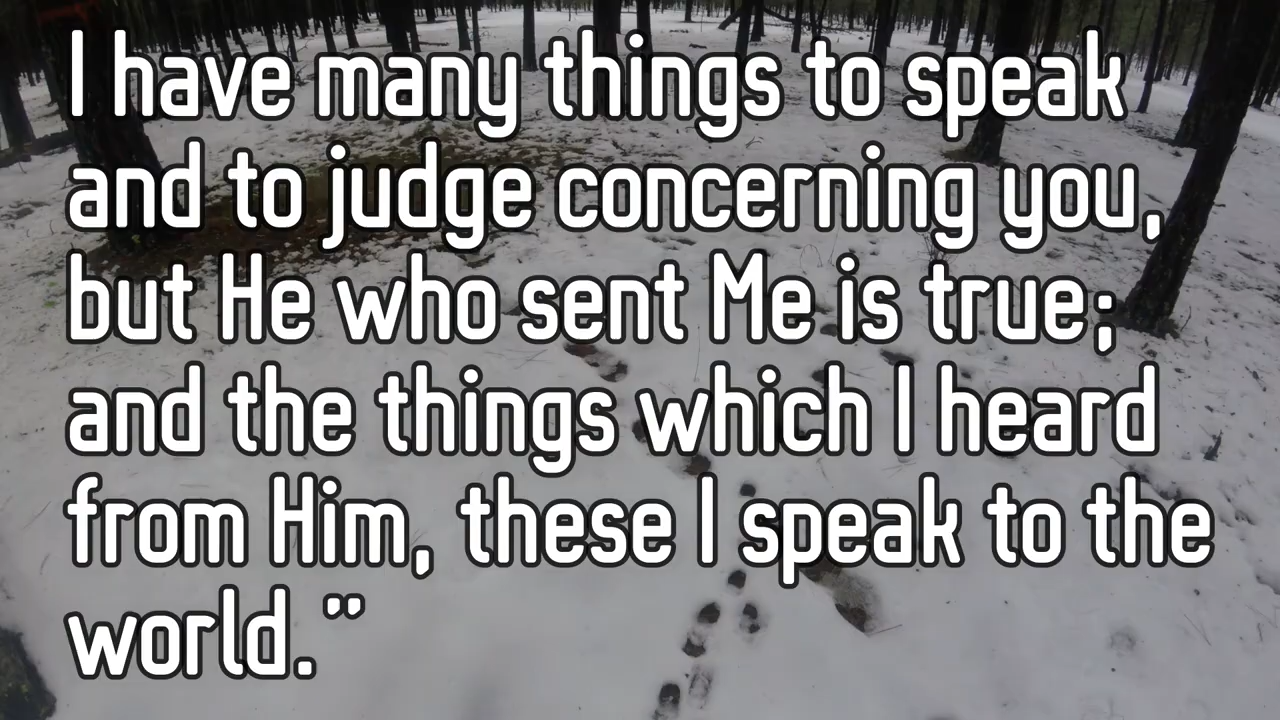 I have many things to speak
and to judge concerning you,
but He who sent Me is true;
and the things which I heard
from Him, these I speak to the
world.”